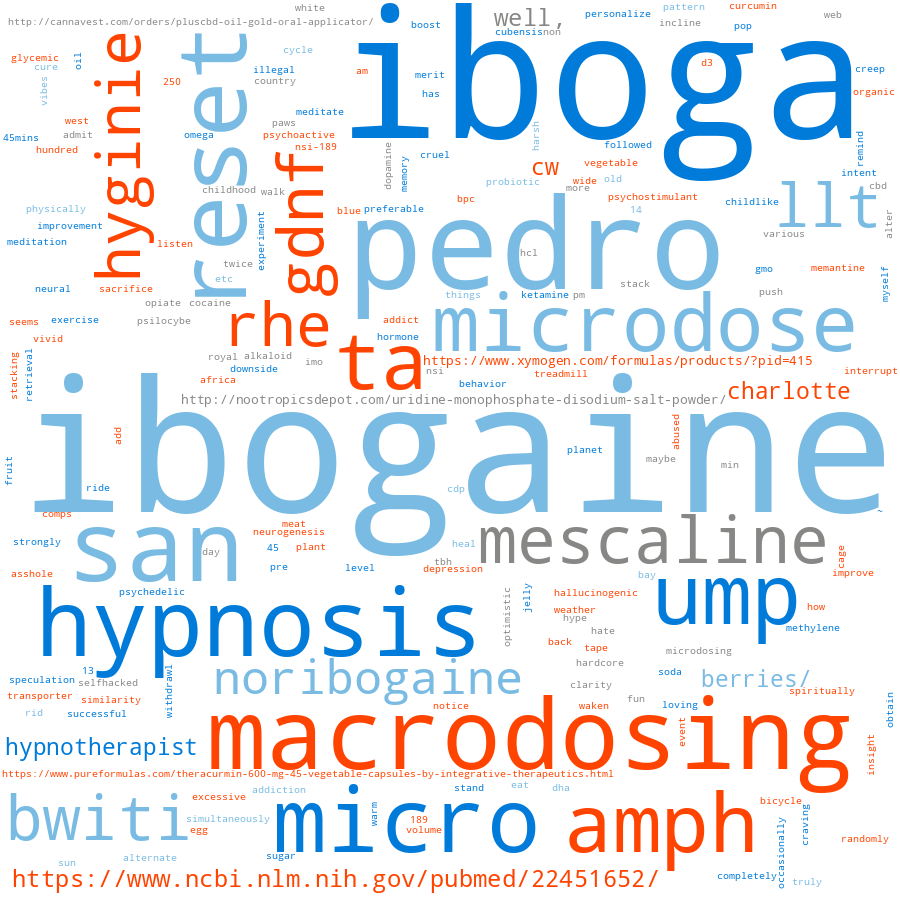 white
http://cannavest.com/orders/pluscbd-oil-gold-oral-applicator/
boost
well,
personalize
pattern
curcumin
incline
web
pop
cubensis
non
iboga
hyginie
reset
cycle
glycemic
oil
cure
vibes
illegal
country
250
am
merit
has
d3
creep
organic
west
admit
hundred
45mins
omega
meditate
paws
psychoactive
nsi-189
dopamine
memory
cruel
harsh
followed
remind
gdnf
cw
vegetable
wide
more
probiotic
old
intent
cbd
llt
alter
childhood
walk
physically
improvement
meditation
listen
experiment
blue
preferable
bpc
psychostimulant
14
childlike
various
pedro
twice
etc
hcl
gmo
memantine
myself
neural
sacrifice
opiate
cocaine
things
ketamine
pm
stack
push
seems
exercise
psilocybe
rhe
addict
hormone
microdose
vivid
stacking
retrieval
royal
alkaloid
imo
downside
africa
ta
https://www.xymogen.com/formulas/products/?pid=415
nsi
treadmill
interrupt
behavior
http://nootropicsdepot.com/uridine-monophosphate-disodium-salt-powder/
charlotte
add
abused
ibogaine
planet
maybe
min
fruit
ride
cdp
comps
~
meat
neurogenesis
san
mescaline
strongly
day
45
plant
heal
tbh
cage
asshole
pre
level
depression
bay
improve
psychedelic
hypnosis
optimistic
jelly
hallucinogenic
weather
hype
ump
how
hate
methylene
back
tape
microdosing
hardcore
13
speculation
selfhacked
withdrawl
noribogaine
clarity
soda
berries/
transporter
similarity
spiritually
rid
successful
notice
waken
fun
loving
obtain
macrodosing
event
insight
hypnotherapist
https://www.pureformulas.com/theracurmin-600-mg-45-vegetable-capsules-by-integrative-therapeutics.html
bwiti
excessive
addiction
stand
eat
dha
simultaneously
egg
micro
warm
189
volume
amph
bicycle
craving
randomly
occasionally
sun
alternate
sugar
https://www.ncbi.nlm.nih.gov/pubmed/22451652/
completely
truly